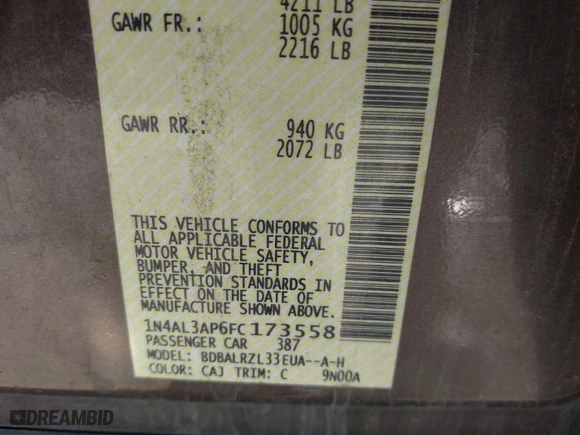 4211 LB
GAWR FR.: 1005 KG
2216 LB
GAWR RR.: 940 KG
2072 LB
THIS VEHICLE CONFORMS TO
ALL APPLICABLE FEDERAL
MOTOR VEHICLE SAFETY,
BUMPER, AND THEFT
PREVENTION STANDARDS IN
EFFECT ON THE DATE OF
MANUFACTURE SHOWN ABOVE.
1N4AL3AP6FC173558
PASSENGER CAR 387
MODEL: BDBALRZL33EUA--A-H
COLOR: CAJ TRIM: C 9N00A
DREAMBID